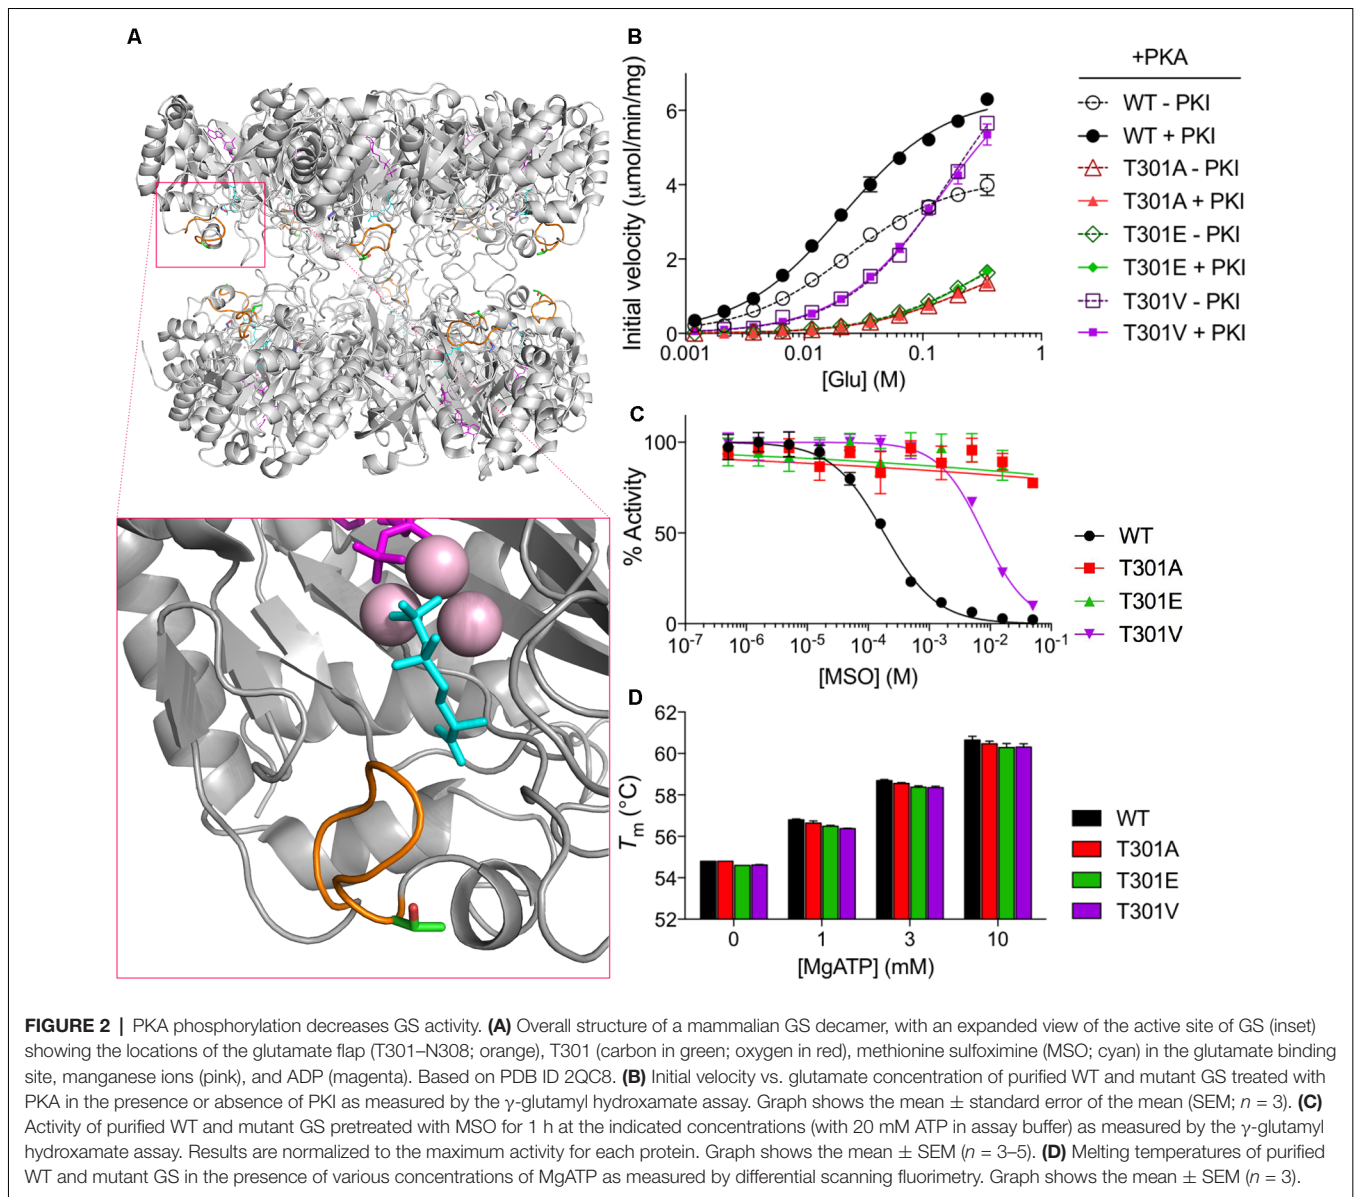 A
B
Initial velocity (μmol/min/mg)
6
4
2
0
0.001
0.01
0.1
1
[Glu] (M)
+PKA
WT - PKI
WT + PKI
T301A - PKI
T301A + PKI
T301E - PKI
T301E + PKI
T301V - PKI
T301V + PKI
C
% Activity
100
50
0
10-7
10-6
10-5
10-4
10-3
10-2
10-1
[MSO] (M)
WT
T301A
T301E
T301V
D
Tm (°C)
62
60
58
56
54
52
0
1
3
10
[MgATP] (mM)
WT
T301A
T301E
T301V
FIGURE 2 | PKA phosphorylation decreases GS activity. (A) Overall structure of a mammalian GS decamer, with an expanded view of the active site of GS (inset)
showing the locations of the glutamate flap (T301–N308; orange), T301 (carbon in green; oxygen in red), methionine sulfoximine (MSO; cyan) in the glutamate binding
site, manganese ions (pink), and ADP (magenta). Based on PDB ID 2QC8. (B) Initial velocity vs. glutamate concentration of purified WT and mutant GS treated with
PKA in the presence or absence of PKI as measured by the γ-glutamyl hydroxamate assay. Graph shows the mean ± standard error of the mean (SEM; n = 3). (C)
Activity of purified WT and mutant GS pretreated with MSO for 1 h at the indicated concentrations (with 20 mM ATP in assay buffer) as measured by the γ-glutamyl
hydroxamate assay. Results are normalized to the maximum activity for each protein. Graph shows the mean ± SEM (n = 3–5). (D) Melting temperatures of purified
WT and mutant GS in the presence of various concentrations of MgATP as measured by differential scanning fluorimetry. Graph shows the mean ± SEM (n = 3).